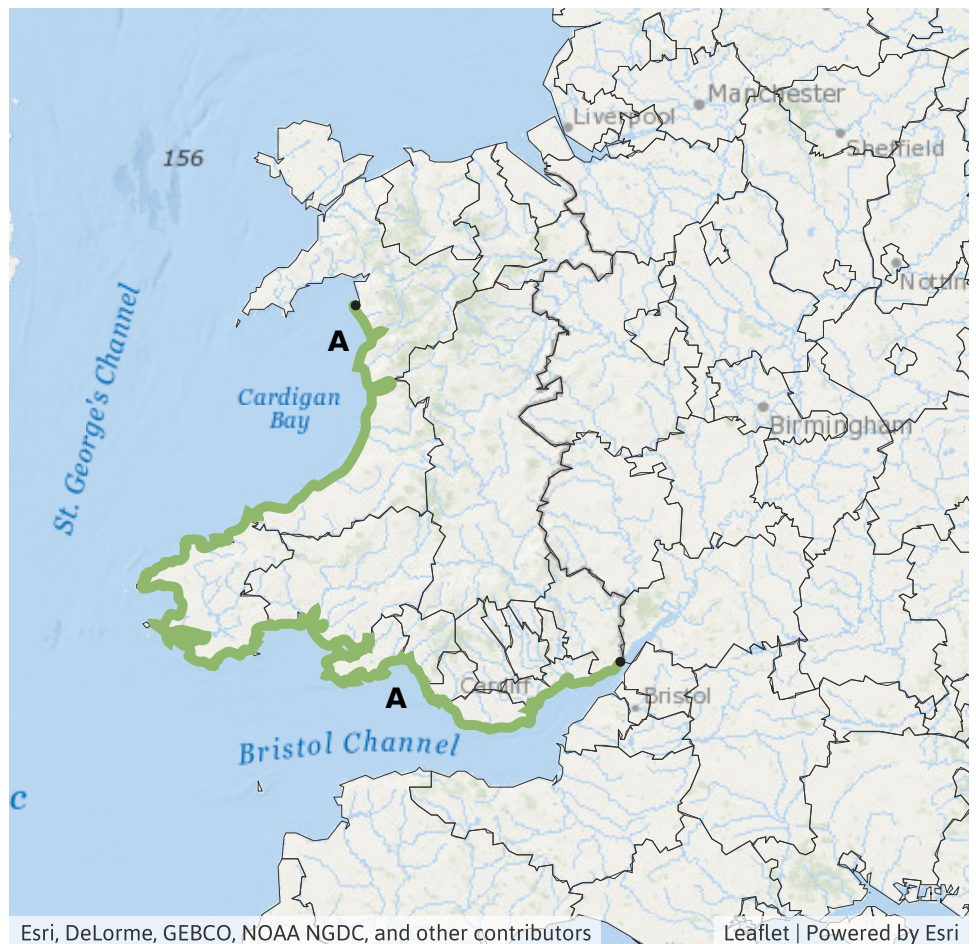 Manchester
Liverpool
Sheffield
156
Nottin
St. George's Channel
A
Cardigan
Bay
Birmingham
Cardiff
A
Bristol
Bristol Channel
c
Esri, DeLorme, GEBCO, NOAA NGDC, and other contributors
Leaflet | Powered by Esri